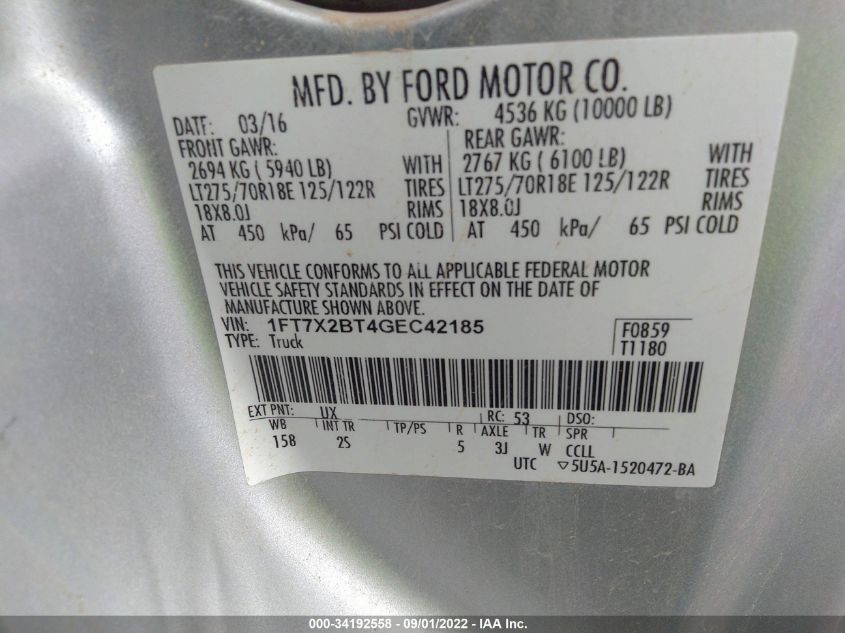 MFD. BY FORD MOTOR CO.
DATE: 03/16 GVWR: 4536 KG (10000 LB)
FRONT GAWR: REAR GAWR:
2694 KG ( 5940 LB) WITH 2767 KG ( 6100 LB) WITH
LT275/70R18E 125/122R TIRES LT275/70R18E 125/122R TIRES
18X8.0J RIMS 18X8.0J RIMS
AT 450 kPa/ 65 PSI COLD AT 450 kPa/ 65 PSI COLD
THIS VEHICLE CONFORMS TO ALL APPLICABLE FEDERAL MOTOR
VEHICLE SAFETY STANDARDS IN EFFECT ON THE DATE OF
MANUFACTURE SHOWN ABOVE.
VIN: 1FT7X2BT4GEC42185 F0859
TYPE: Truck T1180
EXT PNT: UX RC: 53 DSO:
WB INT TR TP/PS R AXLE TR SPR
158 2S 5 3J W CCLL
UTC ▽5U5A-1520472-BA
000-34192558 - 09/01/2022 - IAAI.com